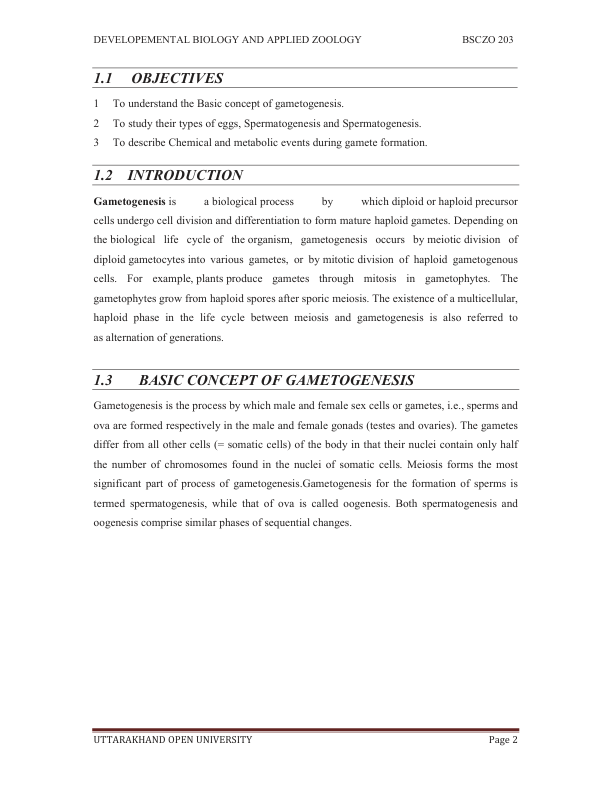 DEVELOPEMENTAL BIOLOGY AND APPLIED ZOOLOGY BSCZO 203
1.1 OBJECTIVES
1 To understand the Basic concept of gametogenesis.
2 To study their types of eggs, Spermatogenesis and Spermatogenesis.
3 To describe Chemical and metabolic events during gamete formation.
1.2 INTRODUCTION
Gametogenesis is a biological process by which diploid or haploid precursor
cells undergo cell division and differentiation to form mature haploid gametes. Depending on
the biological life cycle of the organism, gametogenesis occurs by meiotic division of
diploid gametocytes into various gametes, or by mitotic division of haploid gametogenous
cells. For example, plants produce gametes through mitosis in gametophytes. The
gametophytes grow from haploid spores after sporic meiosis. The existence of a multicellular,
haploid phase in the life cycle between meiosis and gametogenesis is also referred to
as alternation of generations.
1.3 BASIC CONCEPT OF GAMETOGENESIS
Gametogenesis is the process by which male and female sex cells or gametes, i.e., sperms and
ova are formed respectively in the male and female gonads (testes and ovaries). The gametes
differ from all other cells (= somatic cells) of the body in that their nuclei contain only half
the number of chromosomes found in the nuclei of somatic cells. Meiosis forms the most
significant part of process of gametogenesis.Gametogenesis for the formation of sperms is
termed spermatogenesis, while that of ova is called oogenesis. Both spermatogenesis and
oogenesis comprise similar phases of sequential changes.
UTTARAKHAND OPEN UNIVERSITY Page 2